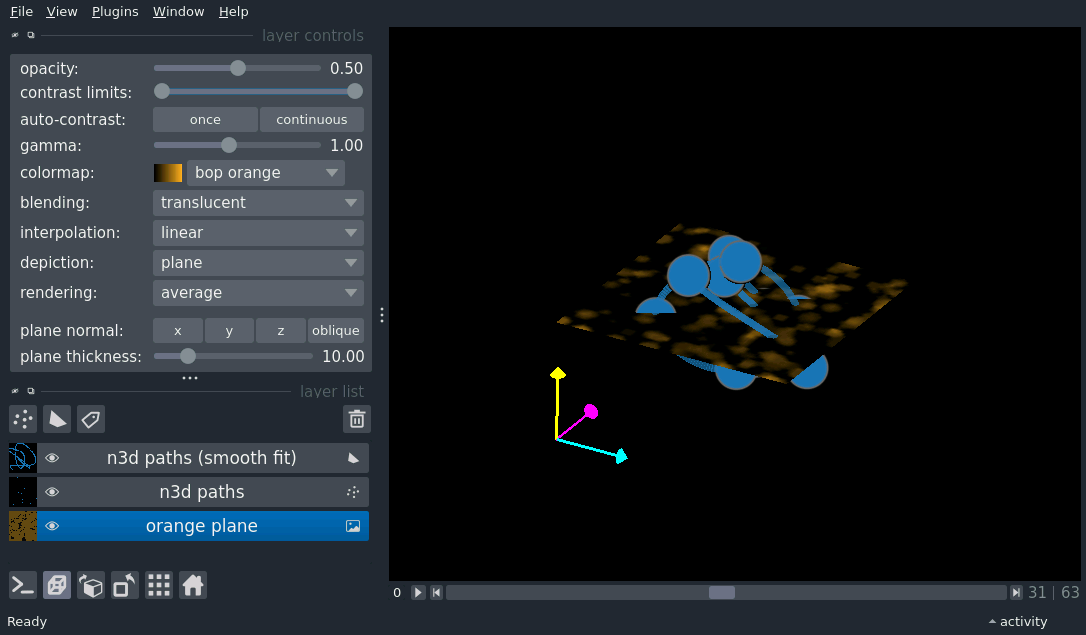 File View Plugins Window Help
layer controls
opacity: 0.50
contrast limits:
auto-contrast: once continuous
gamma: 1.00
colormap: bop orange
blending: translucent
interpolation: linear
depiction: plane
rendering: average
plane normal: x y z oblique
plane thickness: 10.00
layer list
n3d paths (smooth fit)
n3d paths
orange plane
0 31 | 63
Ready activity